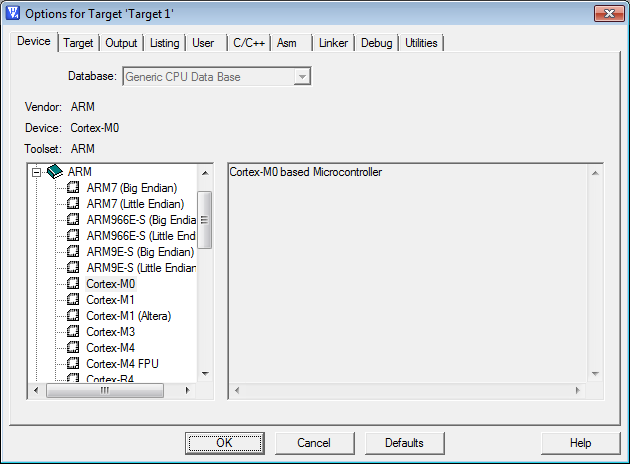 Options for Target 'Target 1'
Device Target Output Listing User C/C++ Asm Linker Debug Utilities
Database: Generic CPU Data Base
Vendor: ARM
Device: Cortex-M0
Toolset: ARM
ARM
ARM7 (Big Endian)
ARM7 (Little Endian)
ARM966E-S (Big Endia
ARM966E-S (Little End
ARM9E-S (Big Endian)
ARM9E-S (Little Endian
Cortex-M0
Cortex-M1
Cortex-M1 (Altera)
Cortex-M3
Cortex-M4
Cortex-M4 FPU
Cortex-R4
Cortex-M0 based Microcontroller
OK Cancel Defaults Help